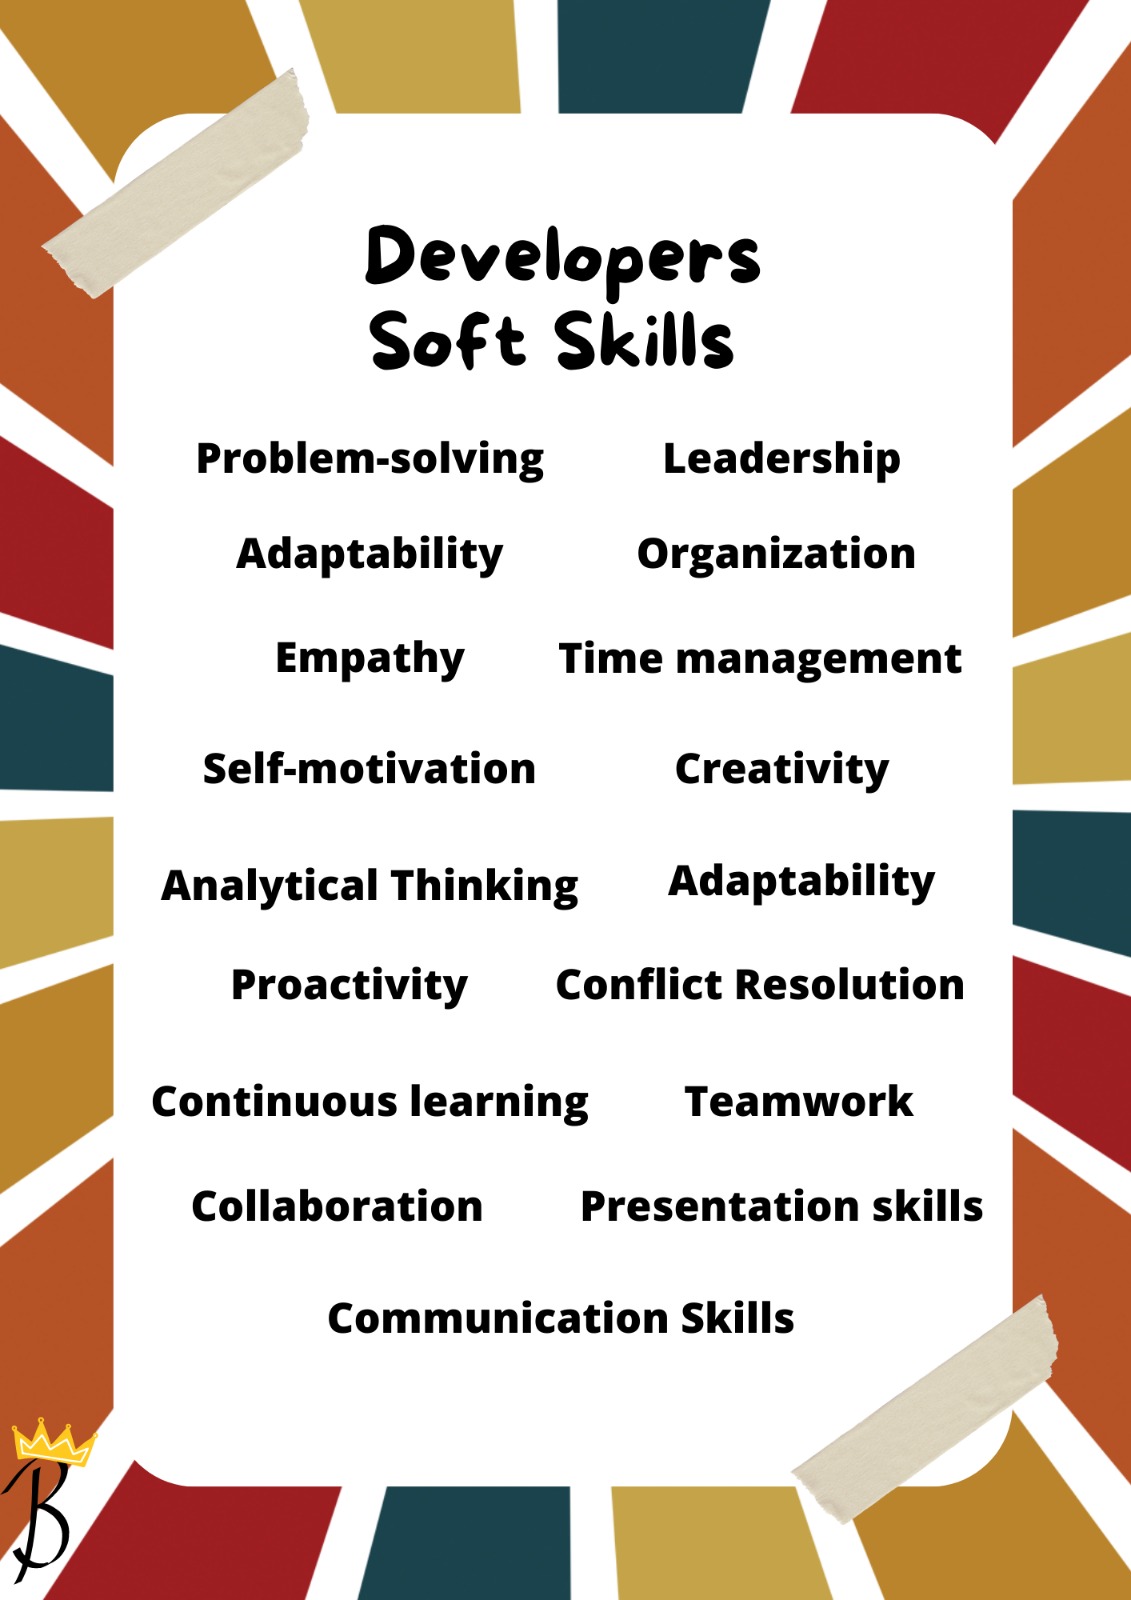 Developers
Soft Skills
Problem-solving Leadership
Adaptability Organization
Empathy Time management
Self-motivation Creativity
Analytical Thinking Adaptability
Proactivity Conflict Resolution
Continuous learning Teamwork
Collaboration Presentation skills
Communication Skills
B